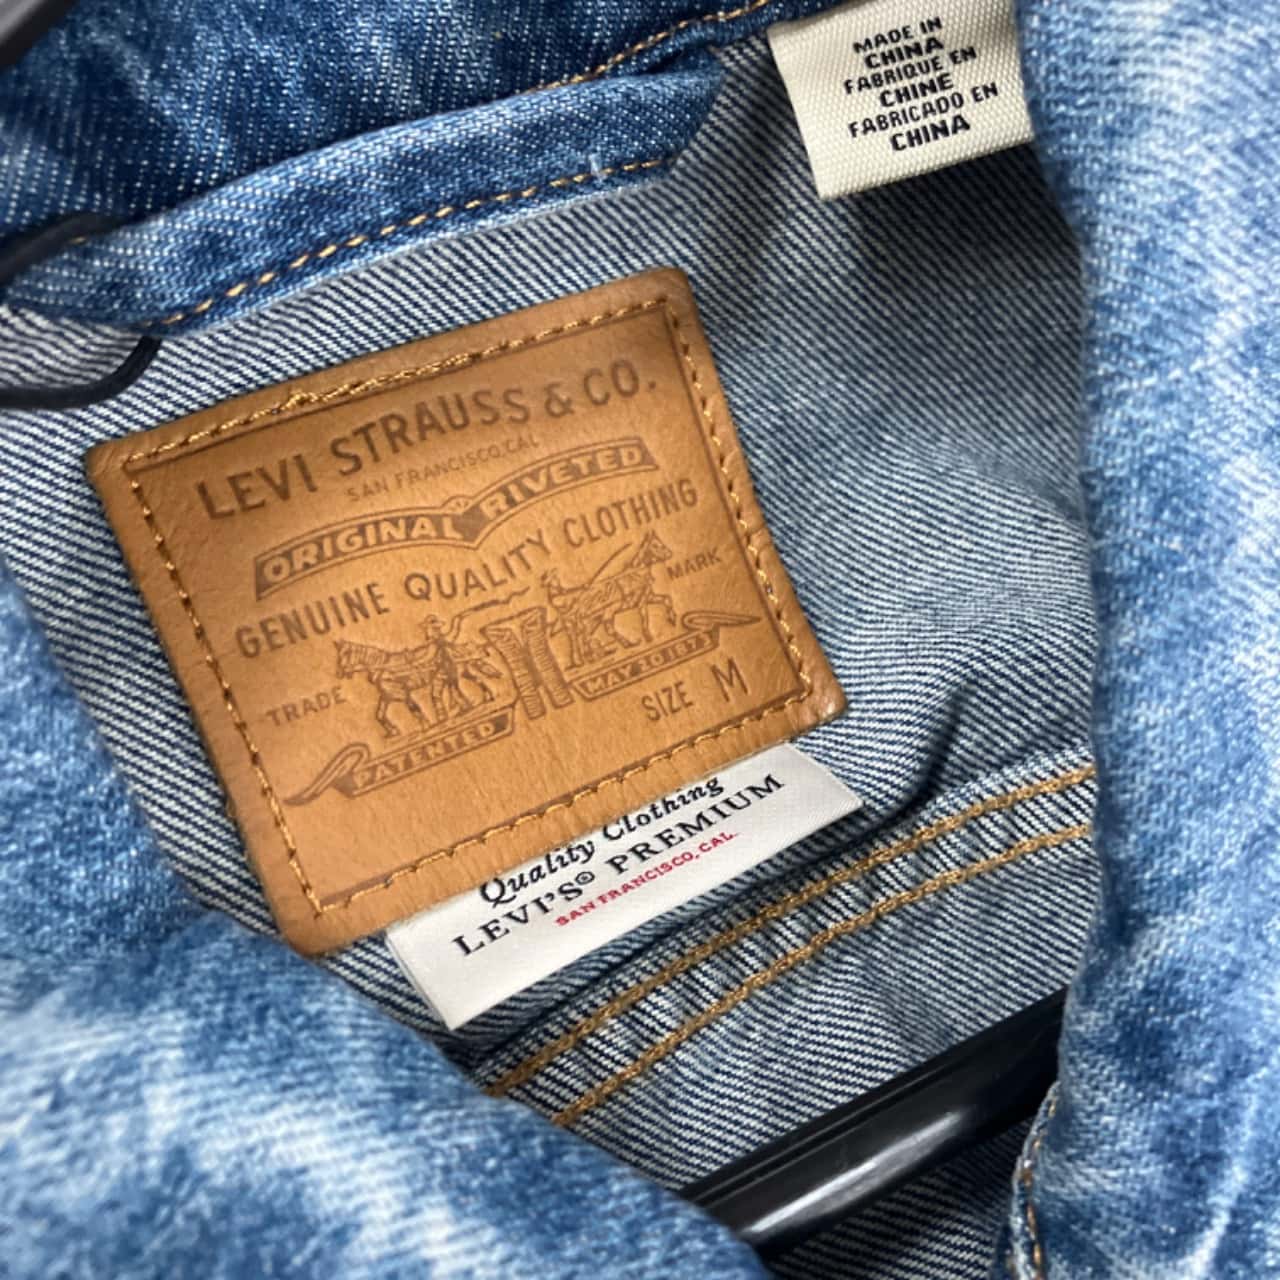 MADE IN
CHINA
FABRIQUE EN
CHINE
FABRICADO EN
CHINA
LEVI STRAUSS & CO.
SAN FRANCISCO, CAL
ORIGINAL RIVETED
GENUINE QUALITY CLOTHING
TRADE MARK
PATENTED MAY 20 1873
SIZE M
Quality Clothing
LEVI'S® PREMIUM
SAN FRANCISCO, CAL.